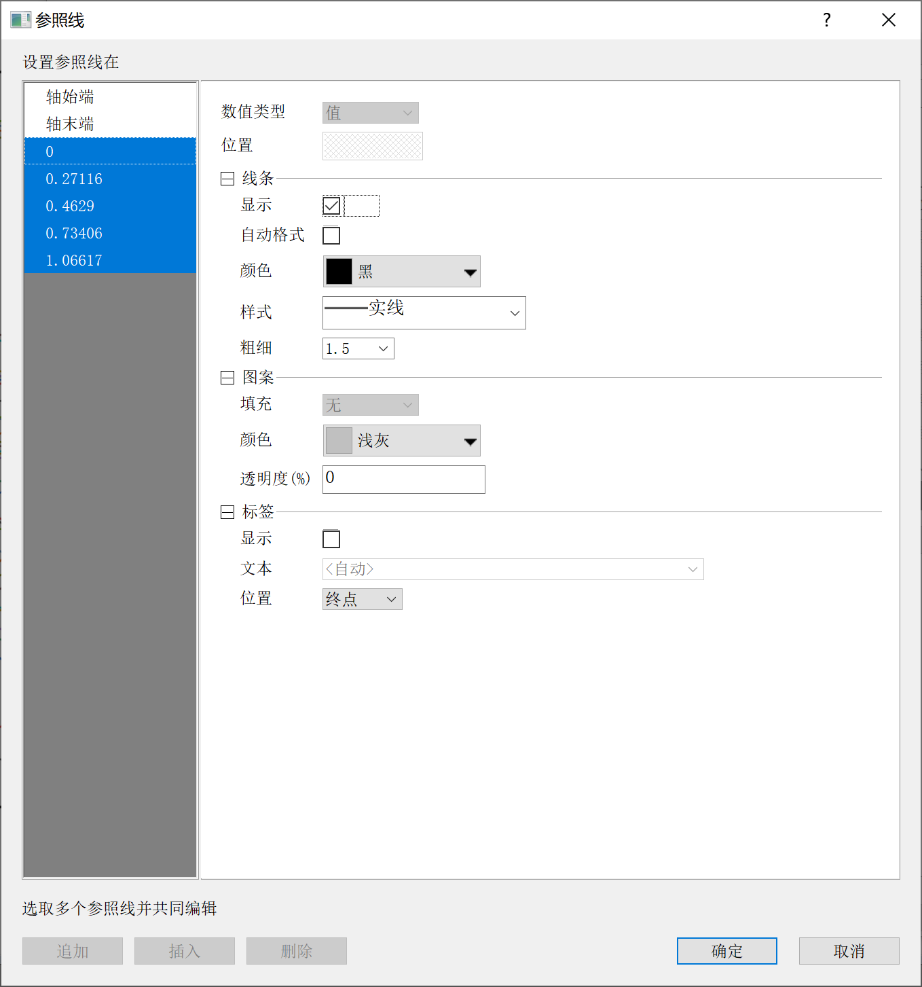 参照线
?
设置参照线在
轴始端
轴末端
0
0.27116
0.4629
0.73406
1.06617
数值类型 值
位置
线条
显示
自动格式
颜色 黑
样式 实线
粗细 1.5
图案
填充 无
颜色 浅灰
透明度(%) 0
标签
显示
文本 <自动>
位置 终点
选取多个参照线并共同编辑
追加 插入 删除 确定 取消